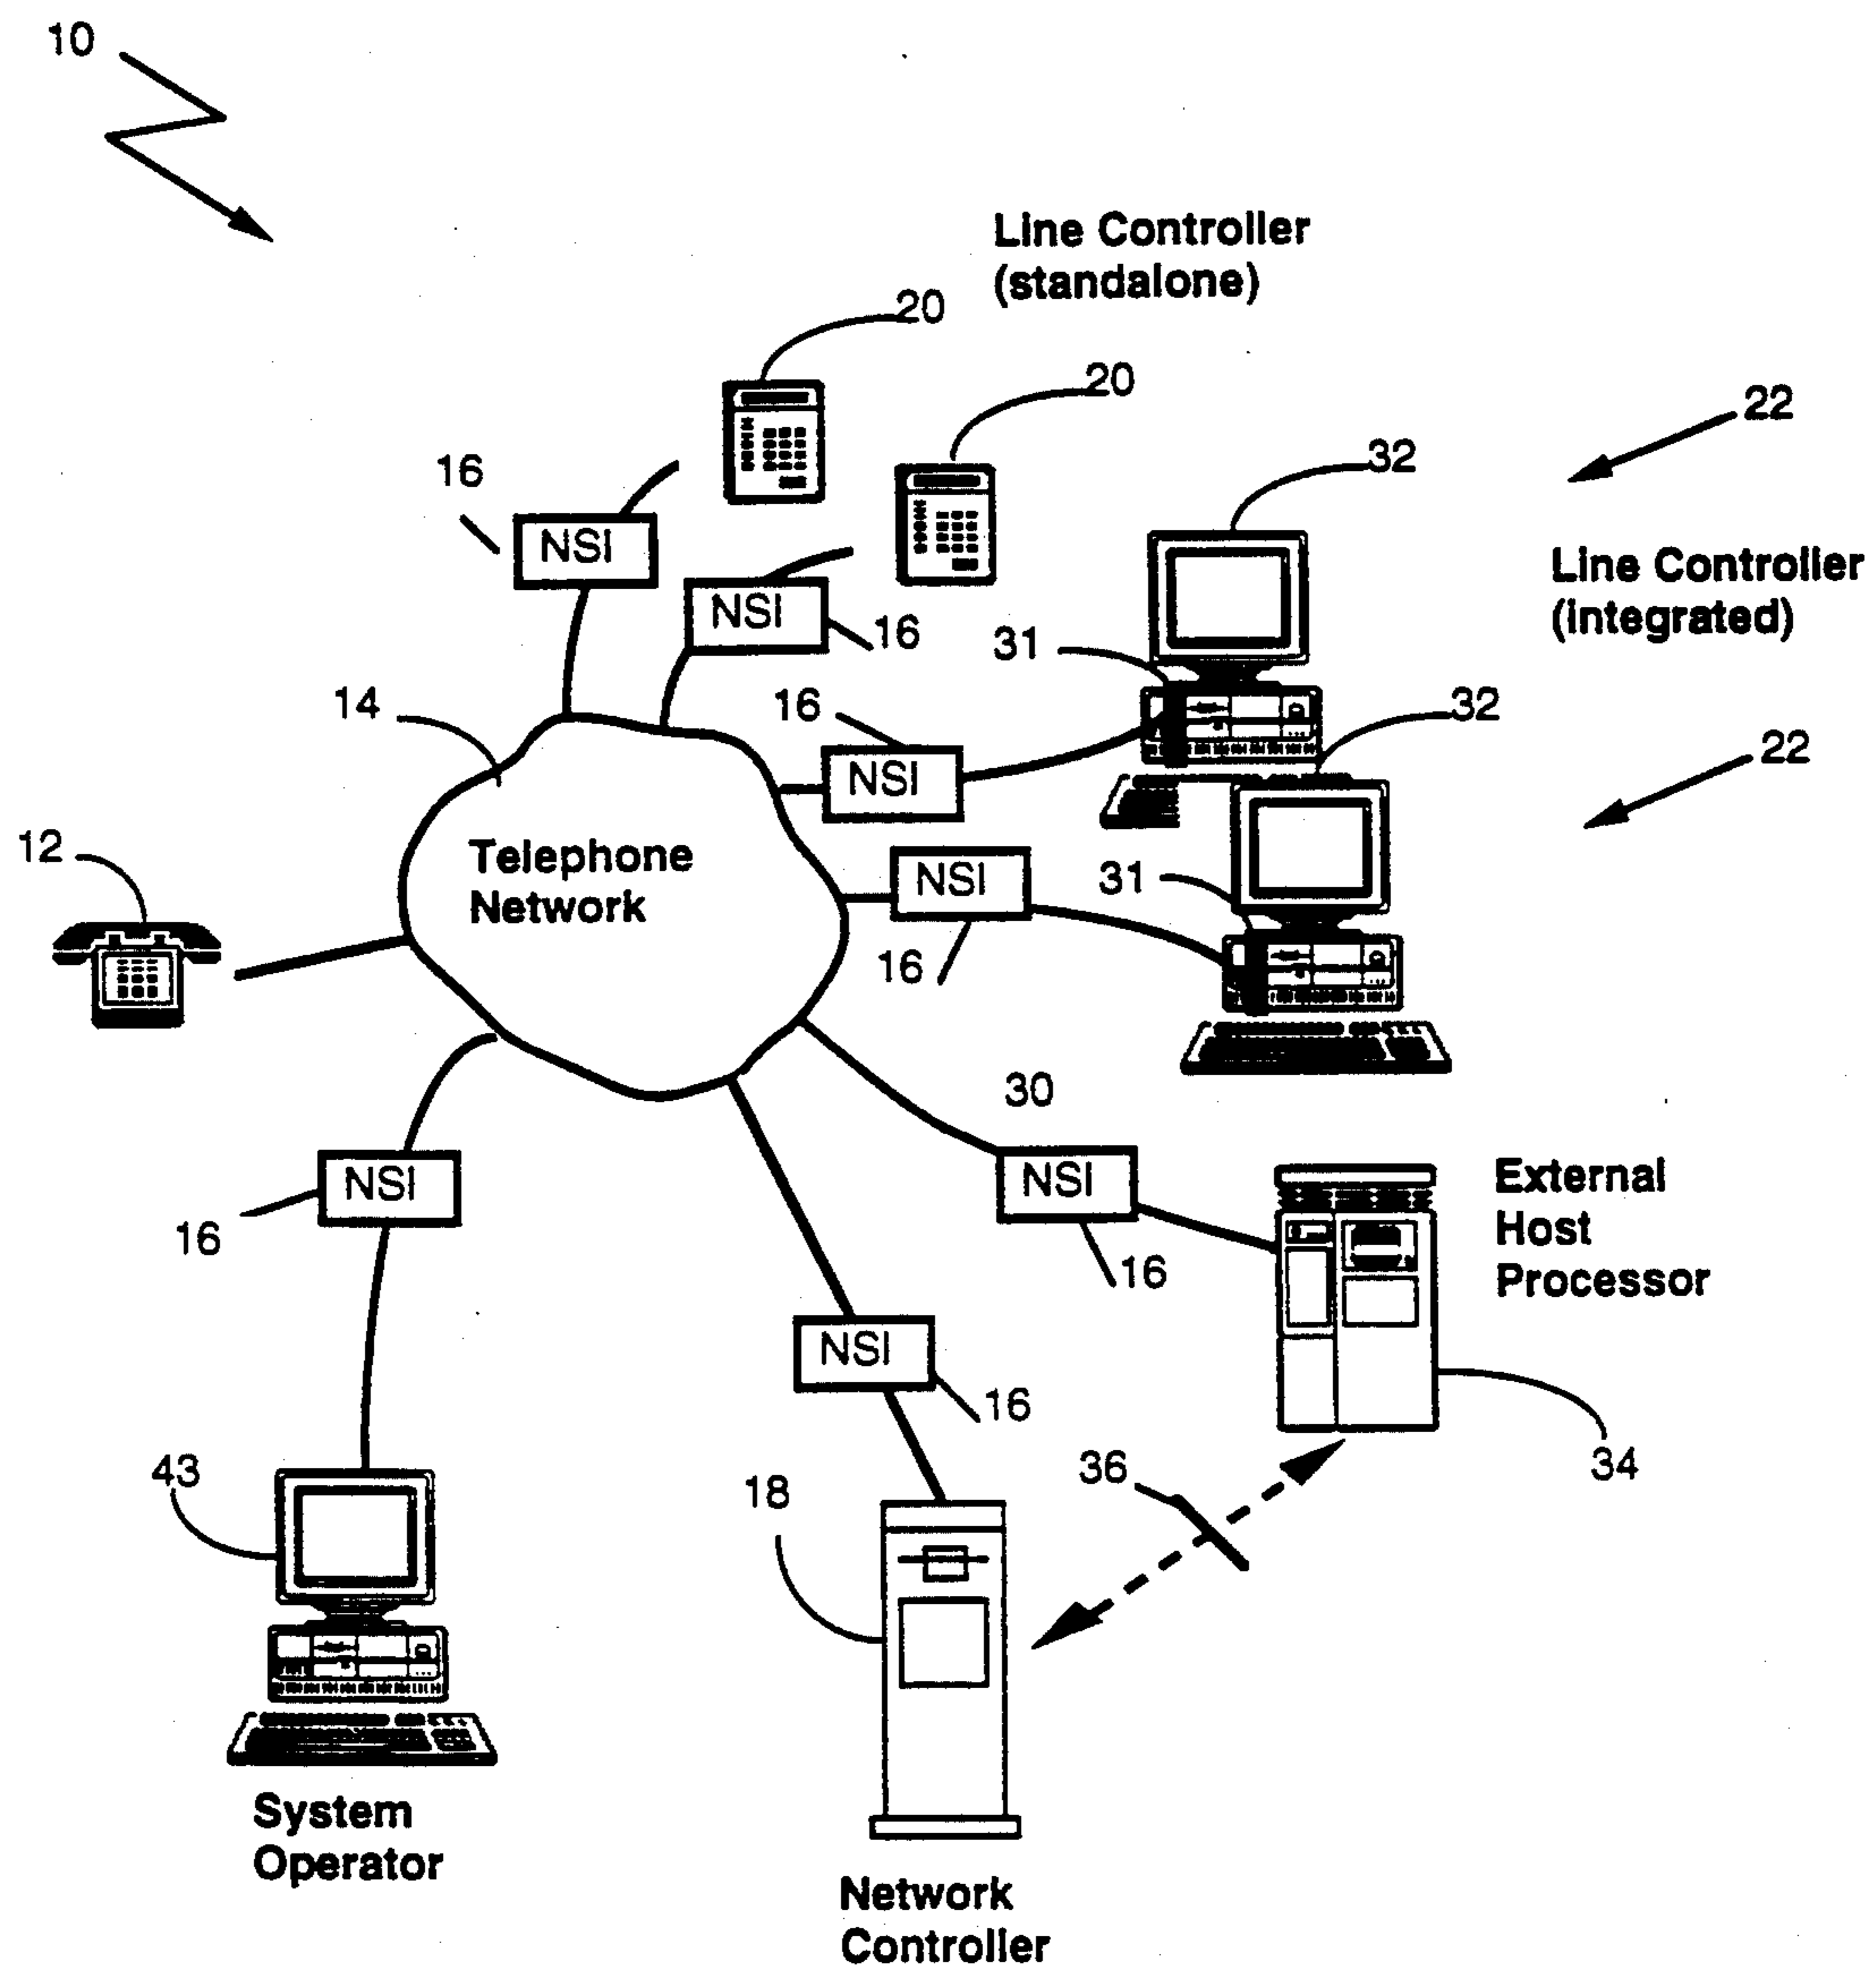 10
Line Controller
(standalone)
20
20
22
32
16
NSI
Line Controller
(integrated)
NSI
16
31
14
16
32
22
NSI
12
Telephone
Network
NSI
31
16
30
NSI
External
Host
Processor
NSI
16
16
NSI
16
43
18
36
34
System
Operator
Network
Controller